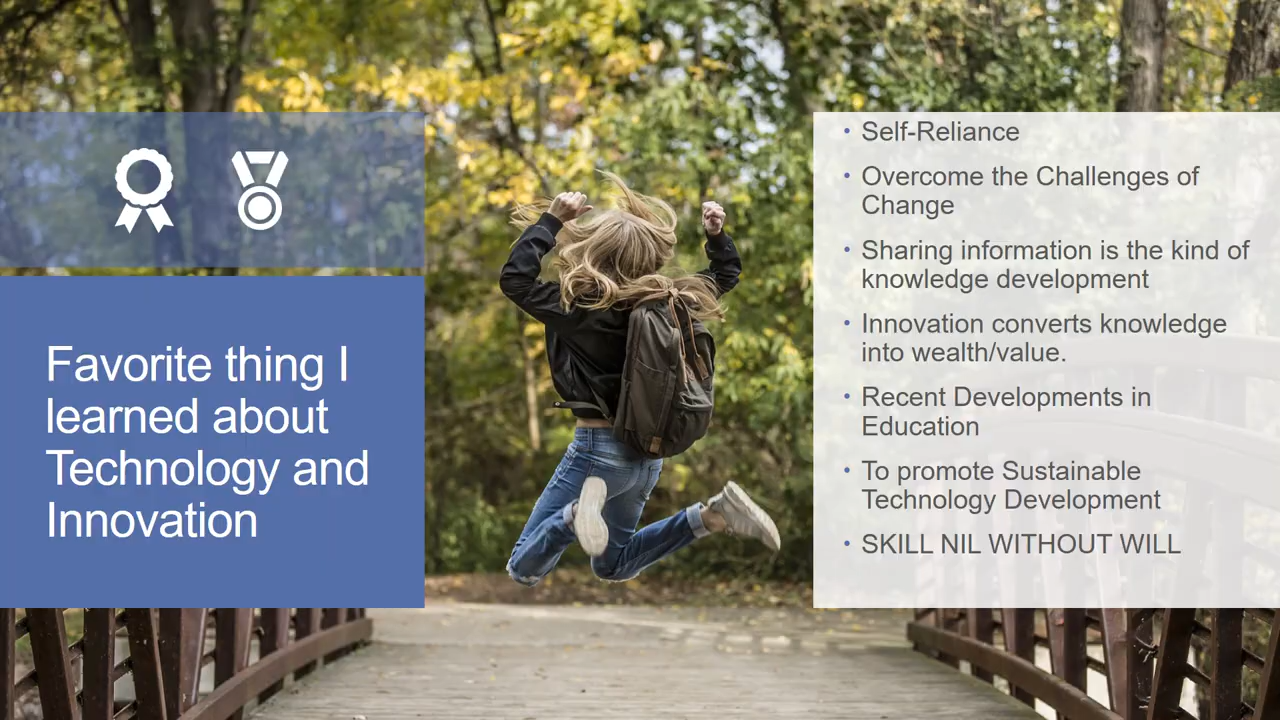 Favorite thing I
learned about
Technology and
Innovation
• Self-Reliance
• Overcome the Challenges of
Change
• Sharing information is the kind of
knowledge development
• Innovation converts knowledge
into wealth/value.
• Recent Developments in
Education
• To promote Sustainable
Technology Development
• SKILL NIL WITHOUT WILL